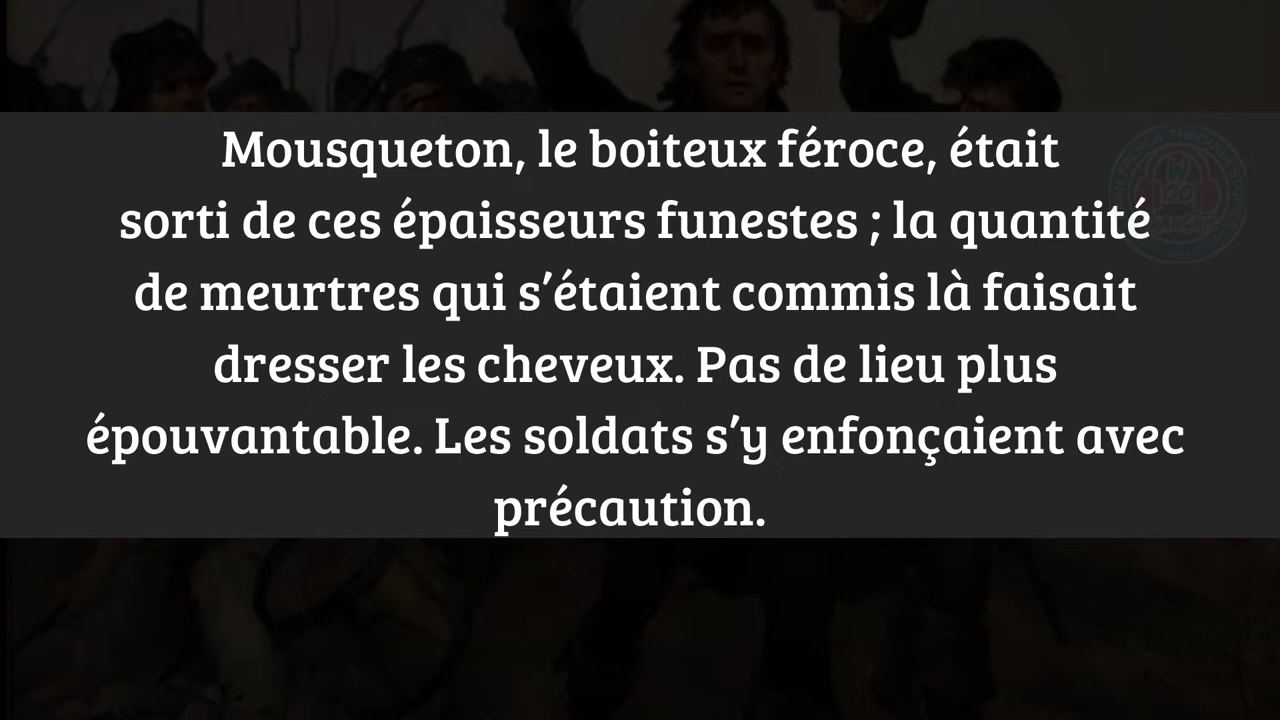 Mousqueton, le boiteux féroce, était
sorti de ces épaisseurs funestes ; la quantité
de meurtres qui s’étaient commis là faisait
dresser les cheveux. Pas de lieu plus
épouvantable. Les soldats s’y enfonçaient avec
précaution.